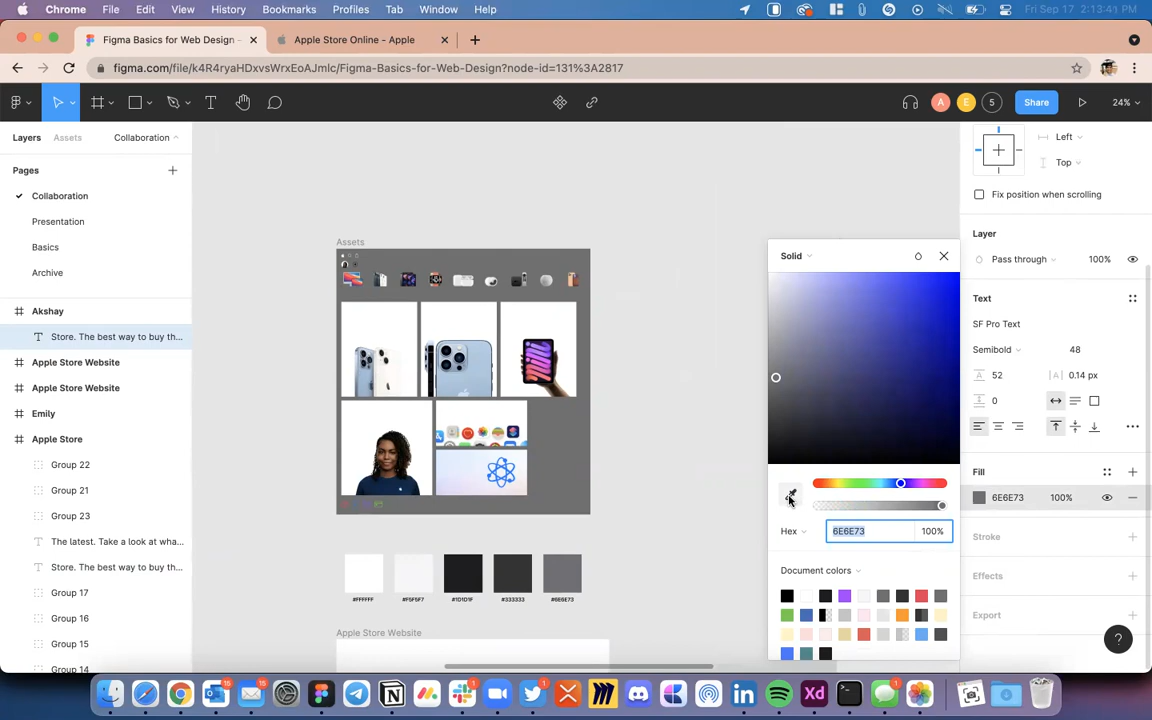 Chrome File Edit View History Bookmarks Profiles Tab Window Help Fri Sep 17 2:13:41 PM
Figma Basics for Web Design - Apple Store Online - Apple
figma.com/file/k4R4ryaHDxvsWrxEoAJmlc/Figma-Basics-for-Web-Design?node-id=131%3A2817
A E 5 Share 24%
Layers Assets Collaboration
Left
Pages
Top
Collaboration
Fix position when scrolling
Presentation
Basics
Layer
Assets
Solid
Pass through 100%
Archive
Text
Akshay
SF Pro Text
Store. The best way to buy th...
Semibold 48
Apple Store Website
52 0.14 px
Apple Store Website
0
Emily
Apple Store
Group 22
Fill
Group 21
6E6E73 100%
Group 23
Hex 6E6E73 100%
Stroke
The latest. Take a look at wha...
Store. The best way to buy th...
Document colors
Effects
Group 17
#FFFFFF #F5F5F7 #1D1D1F #333333 #6E6E73
Export
Group 16
Apple Store Website
?
Group 15
Group 14
15 15 1 1 1